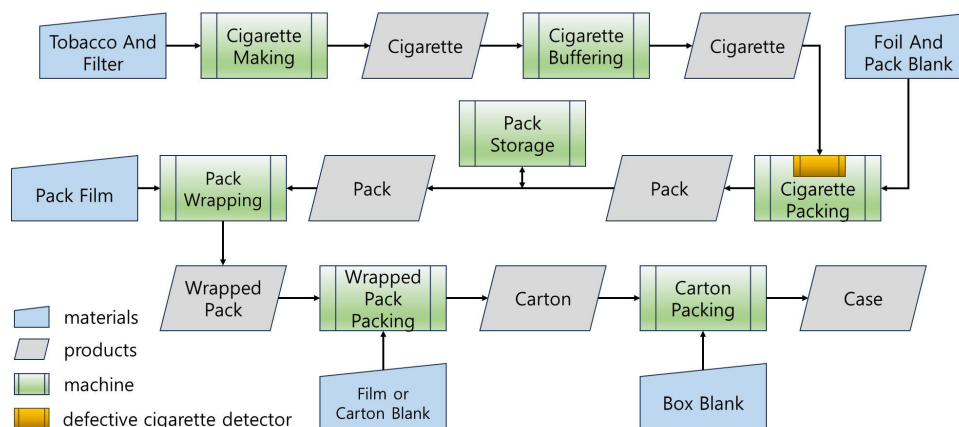 Tobacco And
Filter
Cigarette
Making
Cigarette
Cigarette
Buffering
Cigarette
Foil And
Pack Blank
Pack
Storage
Pack Film
Pack
Wrapping
Pack
Pack
Cigarette
Packing
Wrapped
Pack
Wrapped
Pack
Packing
Carton
Carton
Packing
Case
materials
products
machine
defective cigarette detector
Film or
Carton Blank
Box Blank